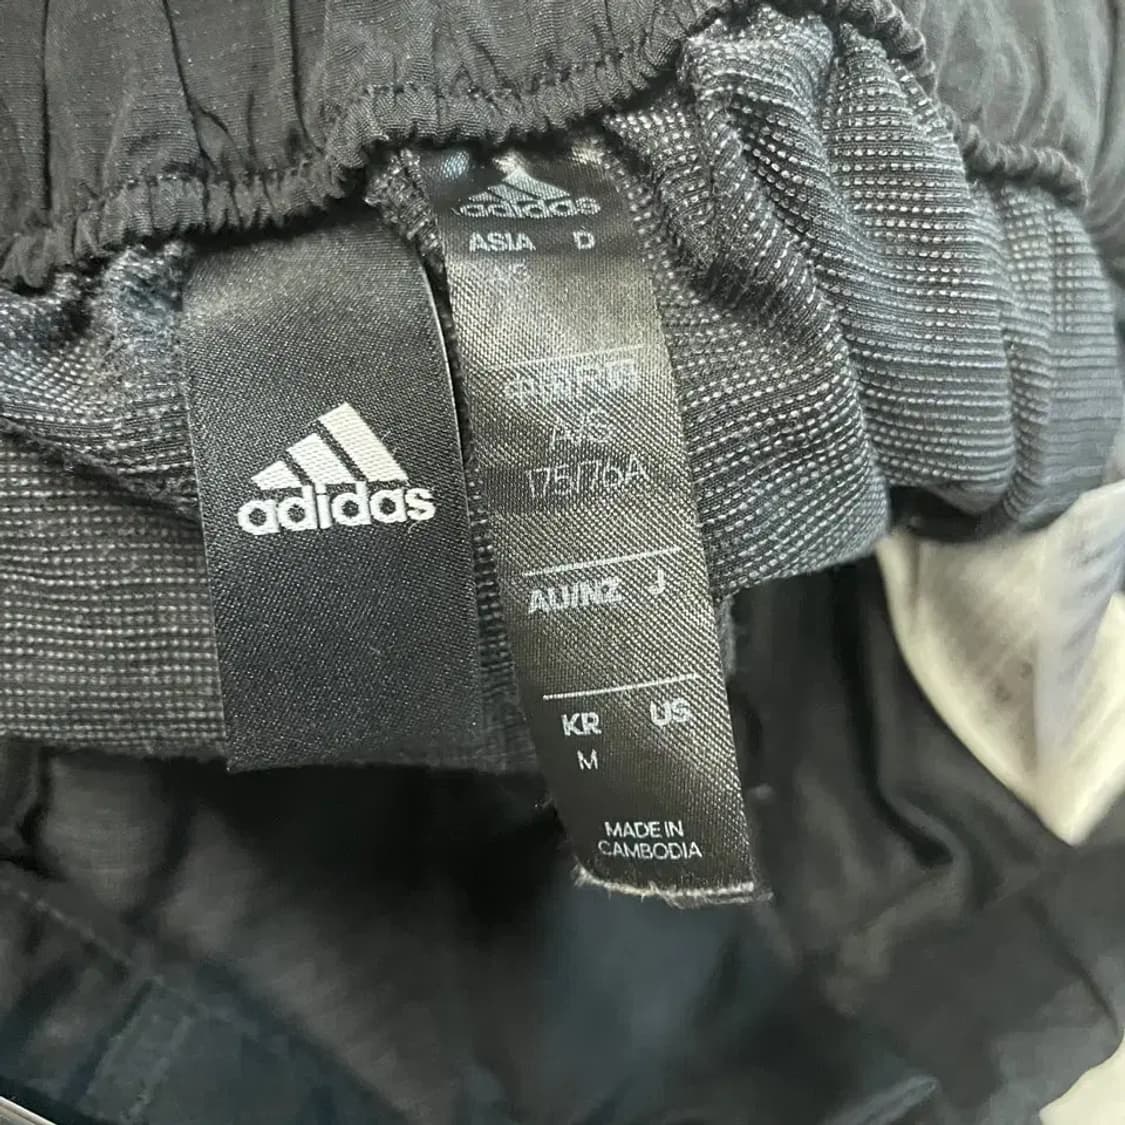 adidas
adidas
ASIA D
A/S
175/76A
AU/NZ J
KR US
M
MADE IN
CAMBODIA